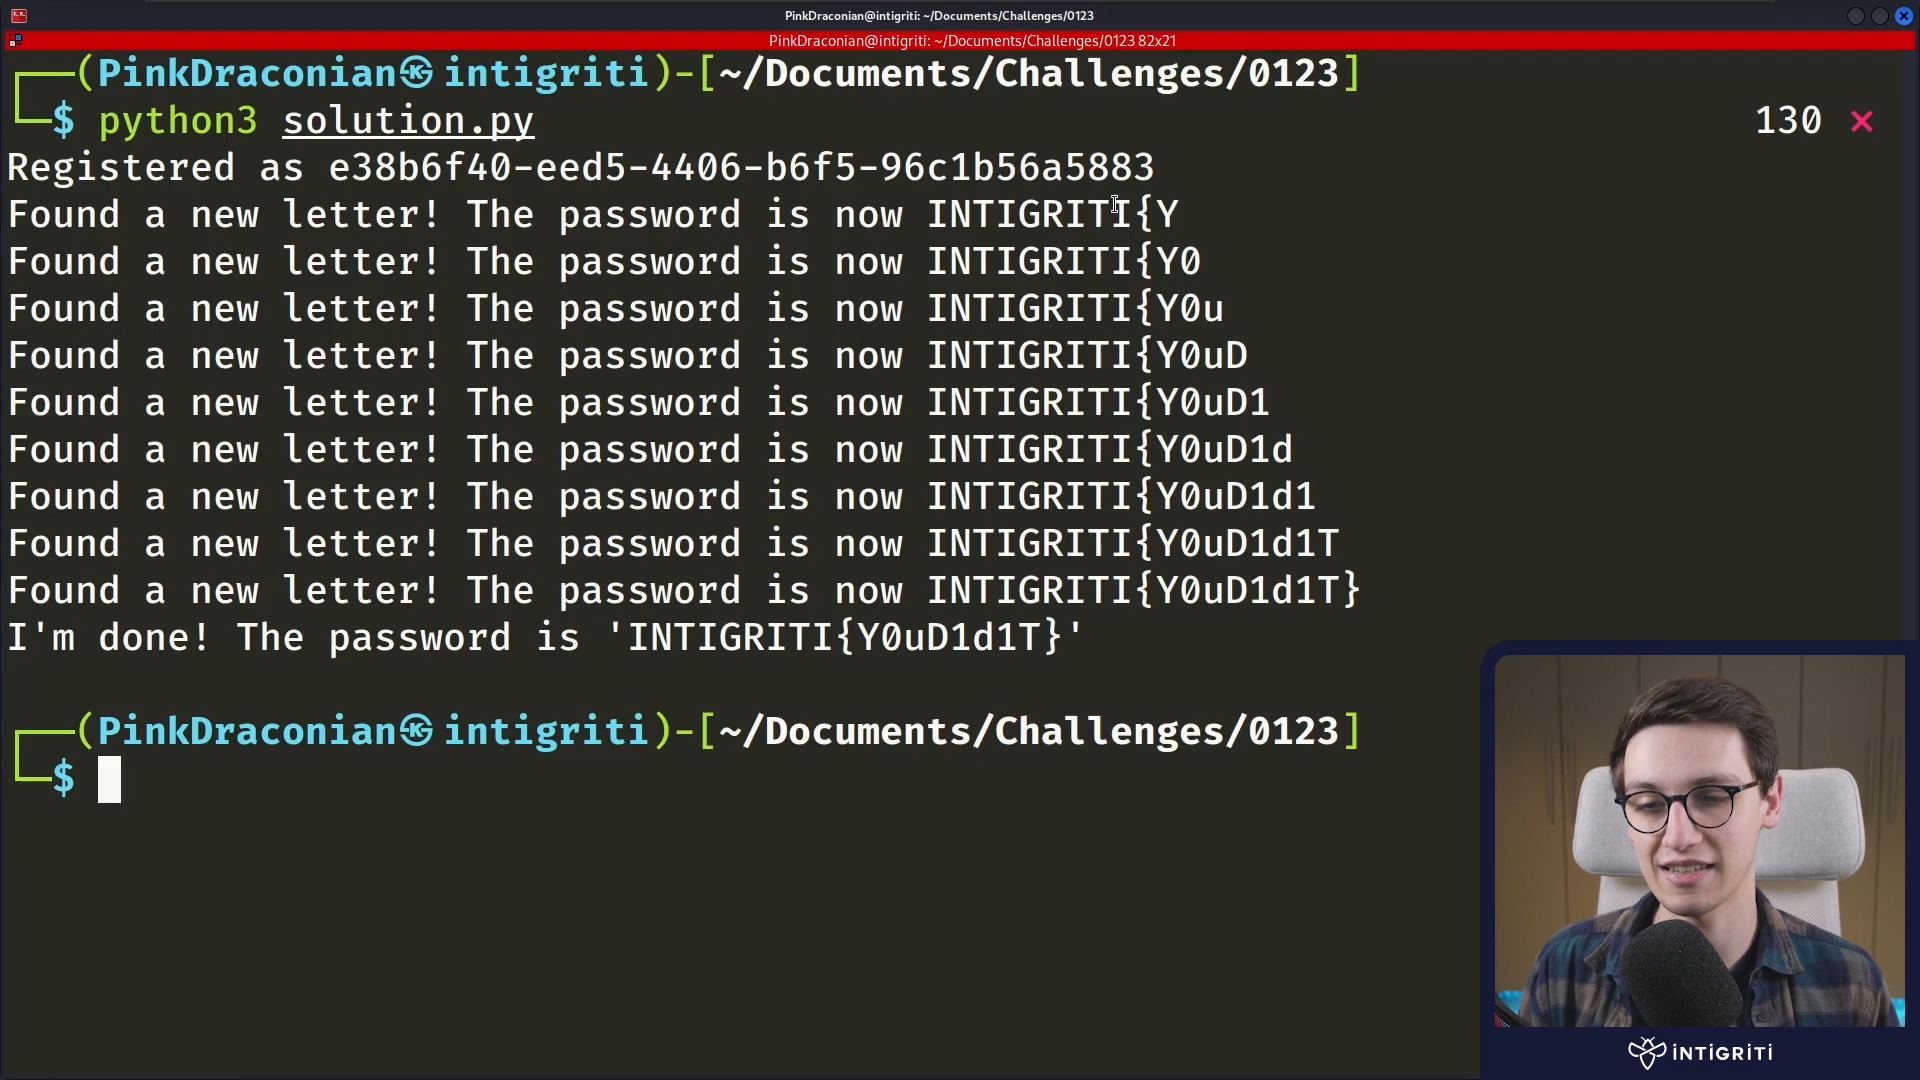 PinkDraconian@intigriti: ~/Documents/Challenges/0123
PinkDraconian@intigriti: ~/Documents/Challenges/0123 82x21
(PinkDraconian㉿intigriti)-[~/Documents/Challenges/0123]
$ python3 solution.py 130 ⨯
Registered as e38b6f40-eed5-4406-b6f5-96c1b56a5883
Found a new letter! The password is now INTIGRITI{Y
Found a new letter! The password is now INTIGRITI{Y0
Found a new letter! The password is now INTIGRITI{Y0u
Found a new letter! The password is now INTIGRITI{Y0uD
Found a new letter! The password is now INTIGRITI{Y0uD1
Found a new letter! The password is now INTIGRITI{Y0uD1d
Found a new letter! The password is now INTIGRITI{Y0uD1d1
Found a new letter! The password is now INTIGRITI{Y0uD1d1T
Found a new letter! The password is now INTIGRITI{Y0uD1d1T}
I'm done! The password is 'INTIGRITI{Y0uD1d1T}'
(PinkDraconian㉿intigriti)-[~/Documents/Challenges/0123]
$
INTIGRITI